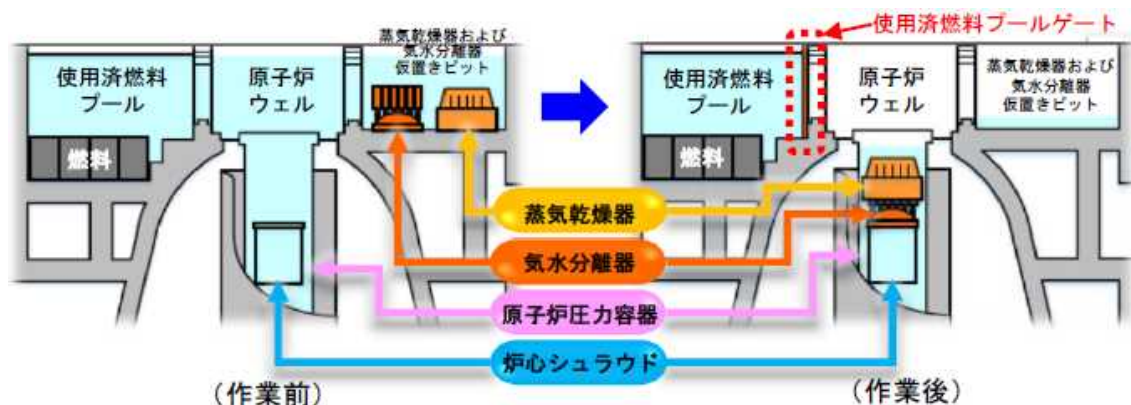 使用済燃料
プール
原子炉
ウェル
蒸気乾燥器および
気水分離器
仮置きピット
燃料
使用済燃料プールゲート
使用済燃料
プール
原子炉
ウェル
蒸気乾燥器および
気水分離器
仮置きピット
燃料
蒸気乾燥器
気水分離器
原子炉圧力容器
炉心シュラウド
(作業前)
(作業後)